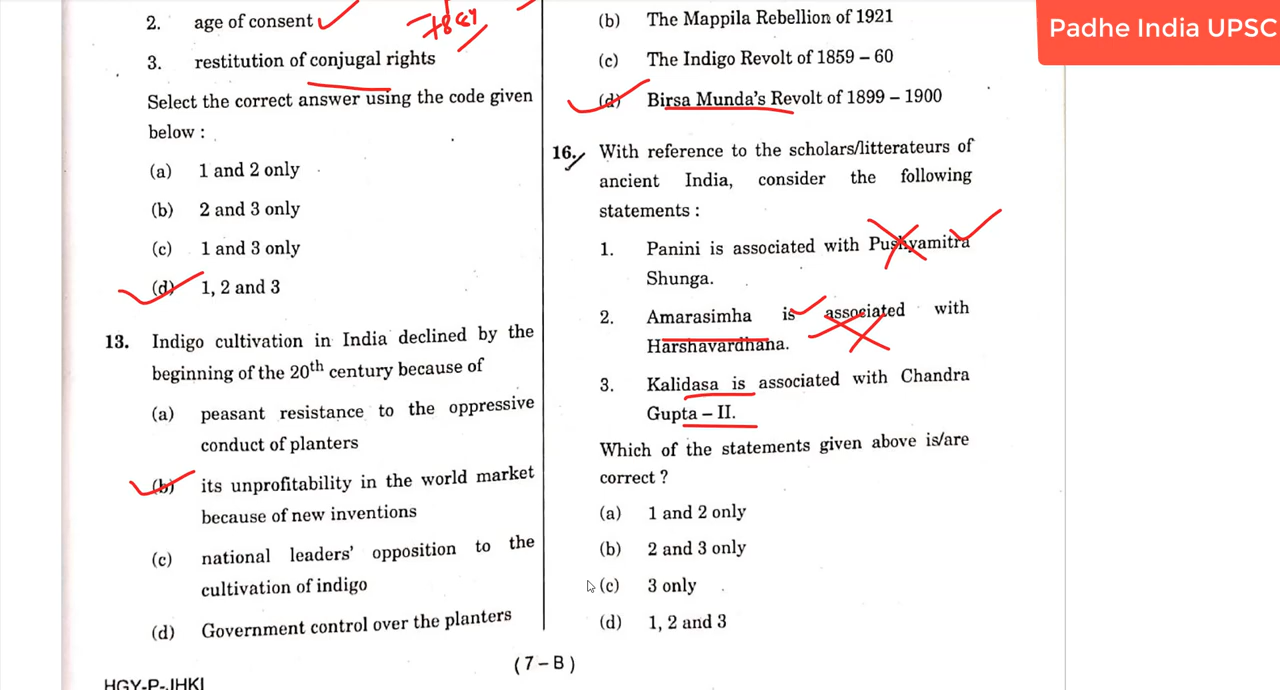 Padhe India UPSC
2. age of consent
3. restitution of conjugal rights
Select the correct answer using the code given
below :
(a) 1 and 2 only
(b) 2 and 3 only
(c) 1 and 3 only
(d) 1, 2 and 3
13. Indigo cultivation in India declined by the
beginning of the 20th century because of
(a) peasant resistance to the oppressive
conduct of planters
(b) its unprofitability in the world market
because of new inventions
(c) national leaders' opposition to the
cultivation of indigo
(d) Government control over the planters
(b) The Mappila Rebellion of 1921
(c) The Indigo Revolt of 1859 – 60
(d) Birsa Munda's Revolt of 1899 – 1900
16. With reference to the scholars/litterateurs of
ancient India, consider the following
statements :
1. Panini is associated with Pushyamitra
Shunga.
2. Amarasimha is associated with
Harshavardhana.
3. Kalidasa is associated with Chandra
Gupta – II.
Which of the statements given above is/are
correct ?
(a) 1 and 2 only
(b) 2 and 3 only
(c) 3 only
(d) 1, 2 and 3
(7 – B)
HGY-P-JHKI